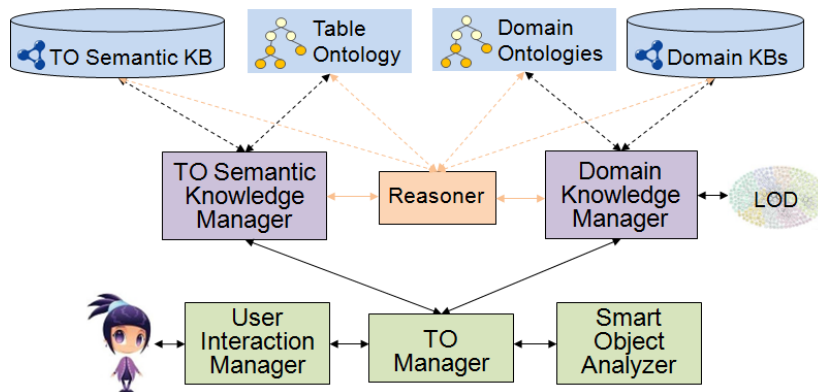 TO Semantic KB
Table
Ontology
Domain
Ontologies
Domain KBs
TO Semantic
Knowledge
Manager
Reasoner
Domain
Knowledge
Manager
LOD
User
Interaction
Manager
TO
Manager
Smart
Object
Analyzer